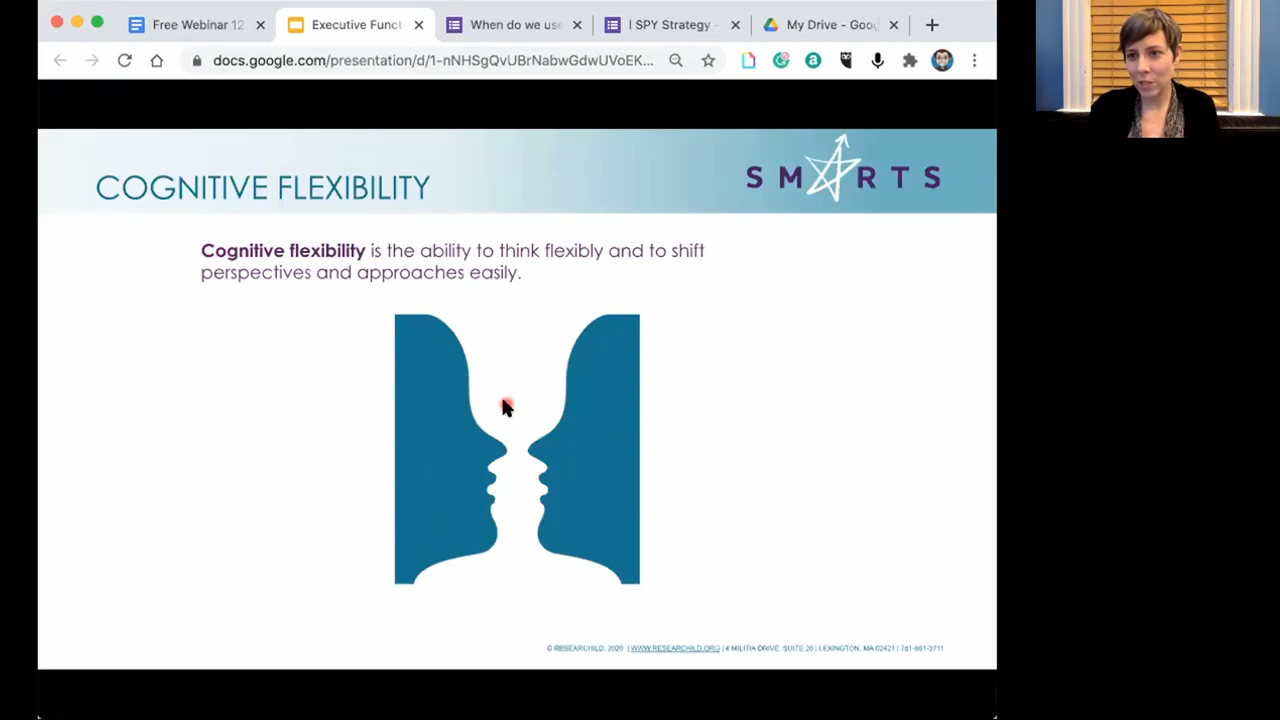 Free Webinar 12
Executive Funct
When do we use
I SPY Strategy -
My Drive - Goog
docs.google.com/presentation/d/1-nNHSgQvUBrNabwGdwUVoEK...
COGNITIVE FLEXIBILITY
SMARTS
Cognitive flexibility is the ability to think flexibly and to shift
perspectives and approaches easily.
© RESEARCHILD, 2020 | WWW.RESEARCHILD.ORG | 4 MILITIA DRIVE, SUITE 20 | LEXINGTON, MA 02421 | 781-861-3711